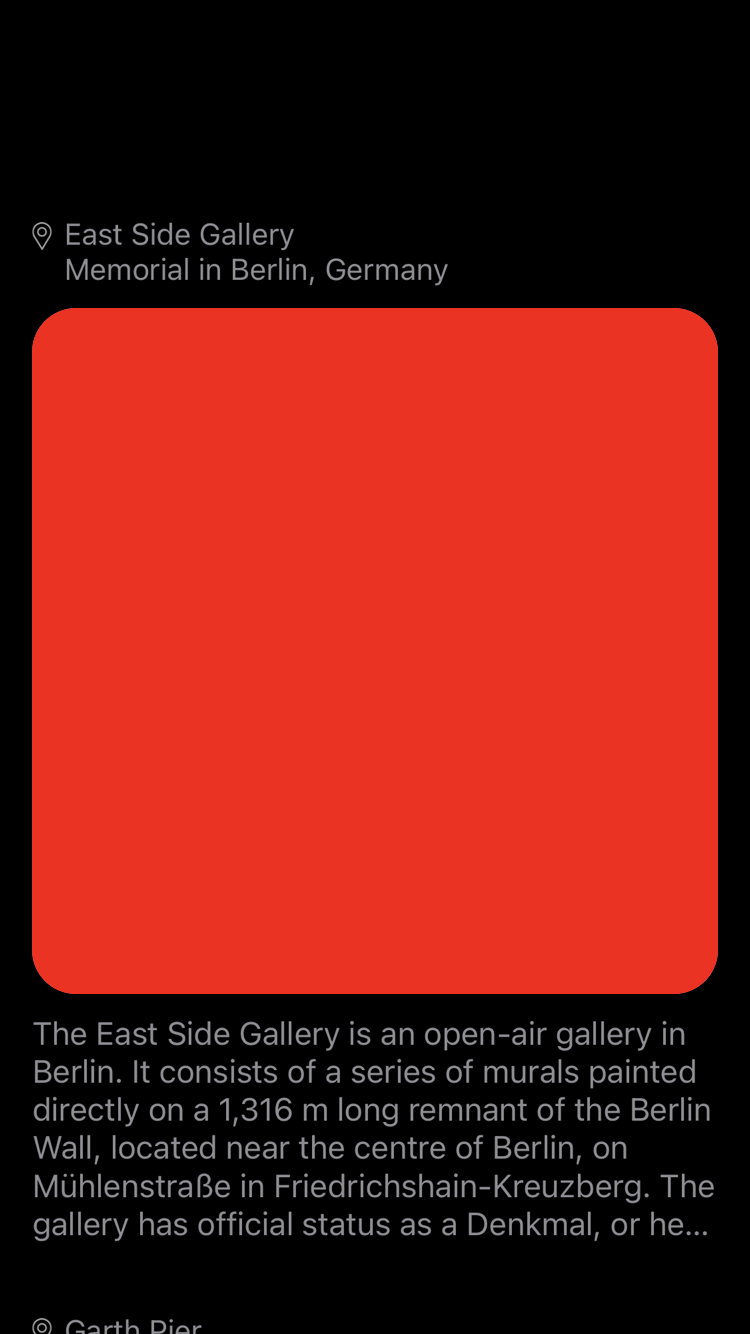 East Side Gallery
Memorial in Berlin, Germany
The East Side Gallery is an open-air gallery in
Berlin. It consists of a series of murals painted
directly on a 1,316 m long remnant of the Berlin
Wall, located near the centre of Berlin, on
Mühlenstraße in Friedrichshain-Kreuzberg. The
gallery has official status as a Denkmal, or he...
Garth Pier